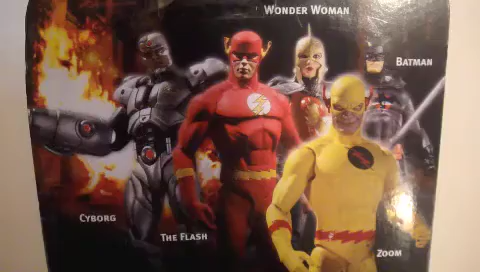 WONDER WOMAN
BATMAN
CYBORG
THE FLASH
ZOOM